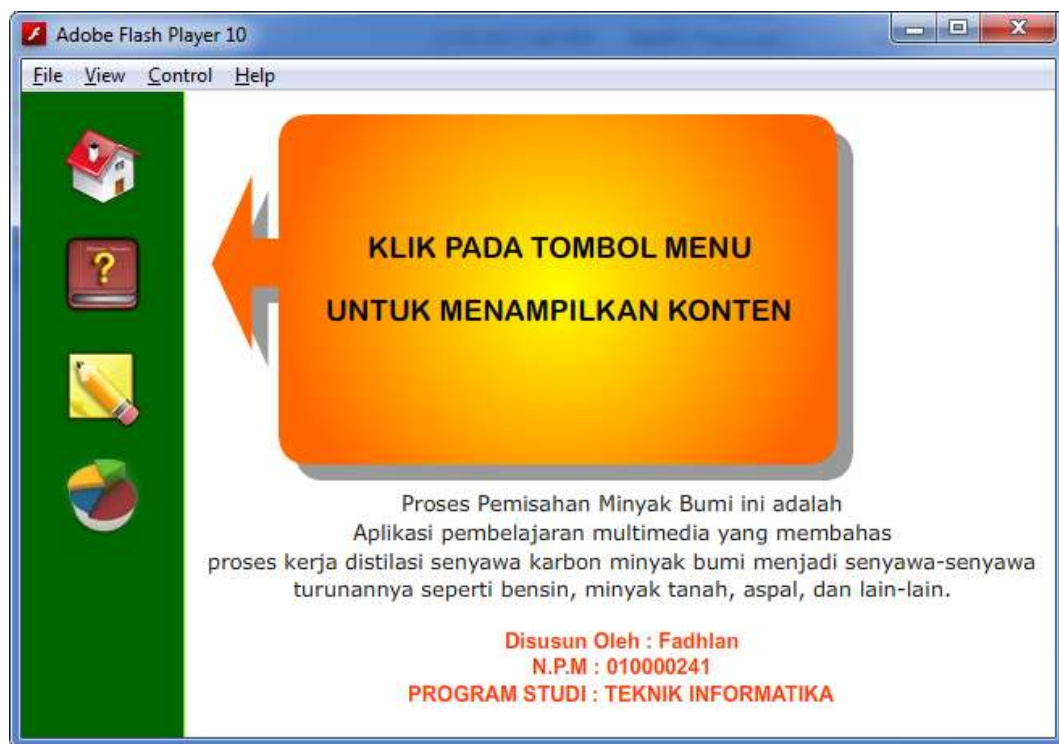 Adobe Flash Player 10
File View Control Help
KLIK PADA TOMBOL MENU
UNTUK MENAMPILKAN KONTEN
Proses Pemisahan Minyak Bumi ini adalah
Aplikasi pembelajaran multimedia yang membahas
proses kerja distilasi senyawa karbon minyak bumi menjadi senyawa-senyawa
turunannya seperti bensin, minyak tanah, aspal, dan lain-lain.
Disusun Oleh : Fadhlan
N.P.M : 010000241
PROGRAM STUDI : TEKNIK INFORMATIKA